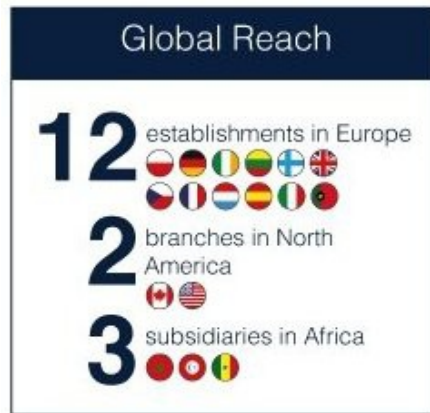 Global Reach
12 establishments in Europe
2 branches in North
America
3 subsidiaries in Africa